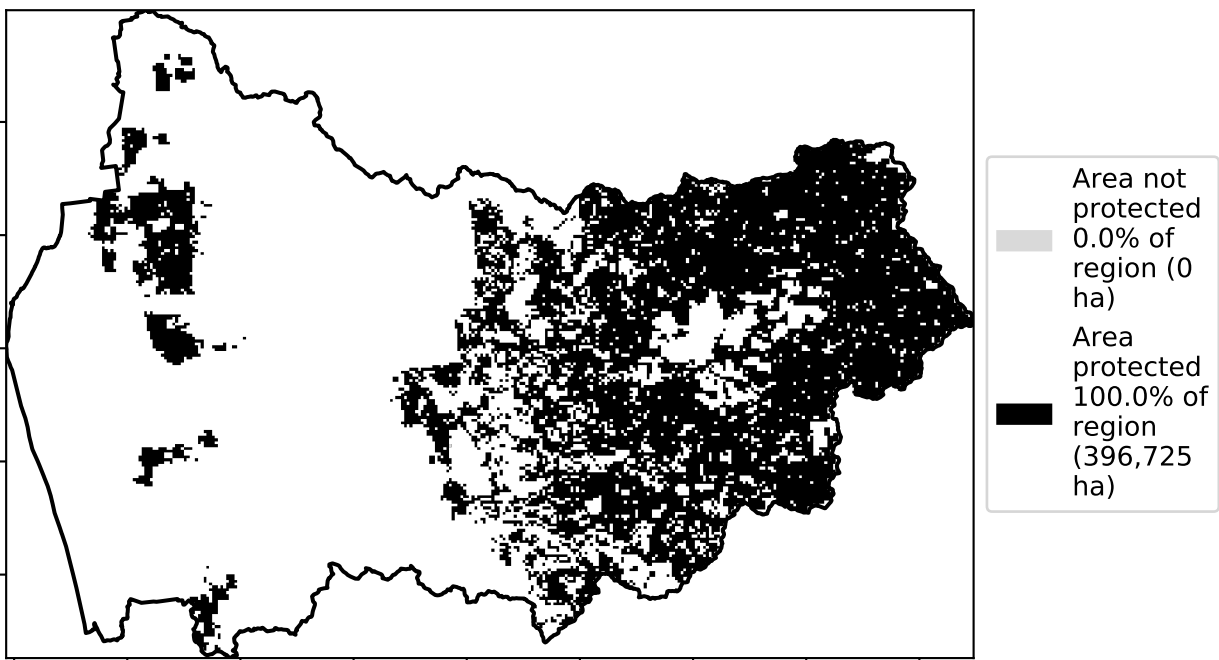 Area not
protected
0.0% of
region (0
ha)
Area
protected
100.0% of
region
(396,725
ha)